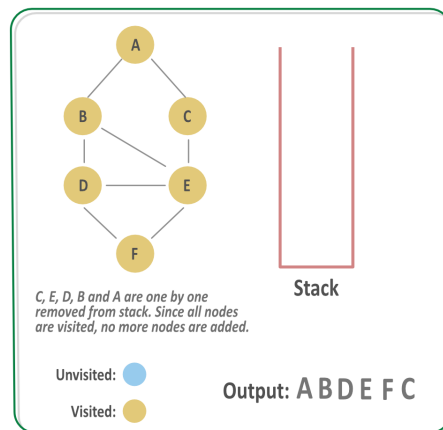 A
B
C
D
E
F
C, E, D, B and A are one by one
removed from stack. Since all nodes
are visited, no more nodes are added.
Stack
Unvisited:
Visited:
Output: A B D E F C